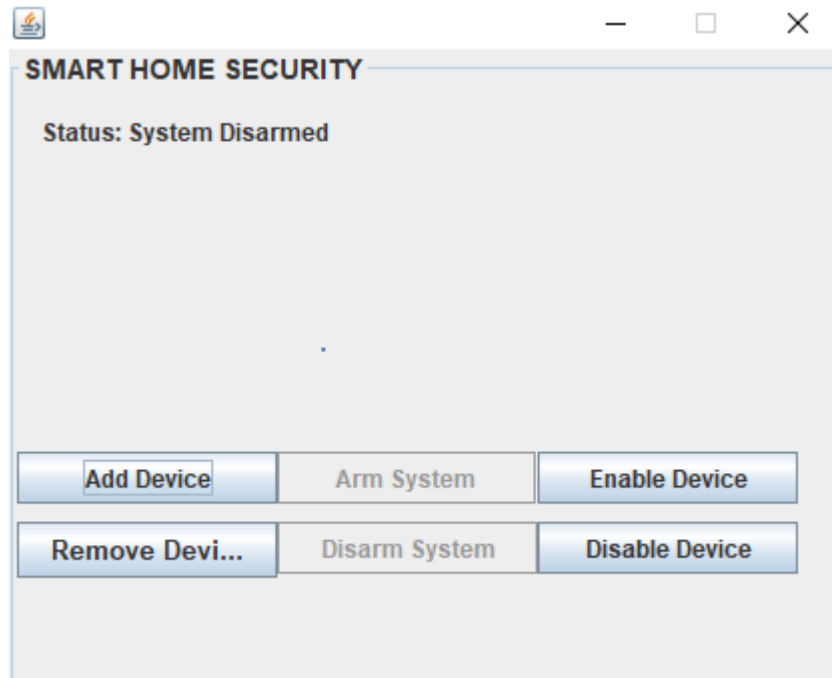 SMART HOME SECURITY
Status: System Disarmed
Add Device Arm System Enable Device
Remove Devi... Disarm System Disable Device